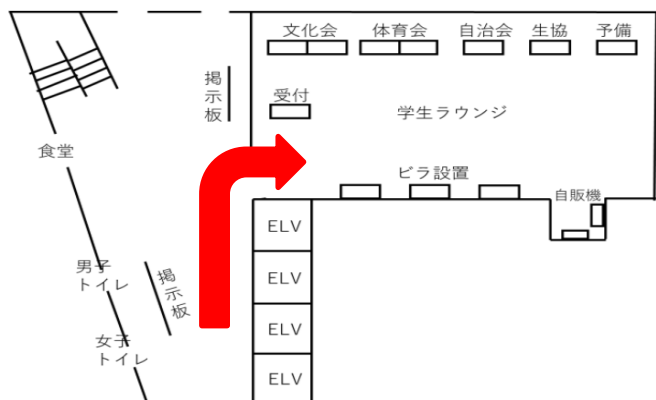 文化会
体育会
自治会
生協
予備
掲示板
受付
学生ラウンジ
食堂
ビラ設置
自販機
ELV
男子
トイレ
掲示板
ELV
ELV
女子
トイレ
ELV